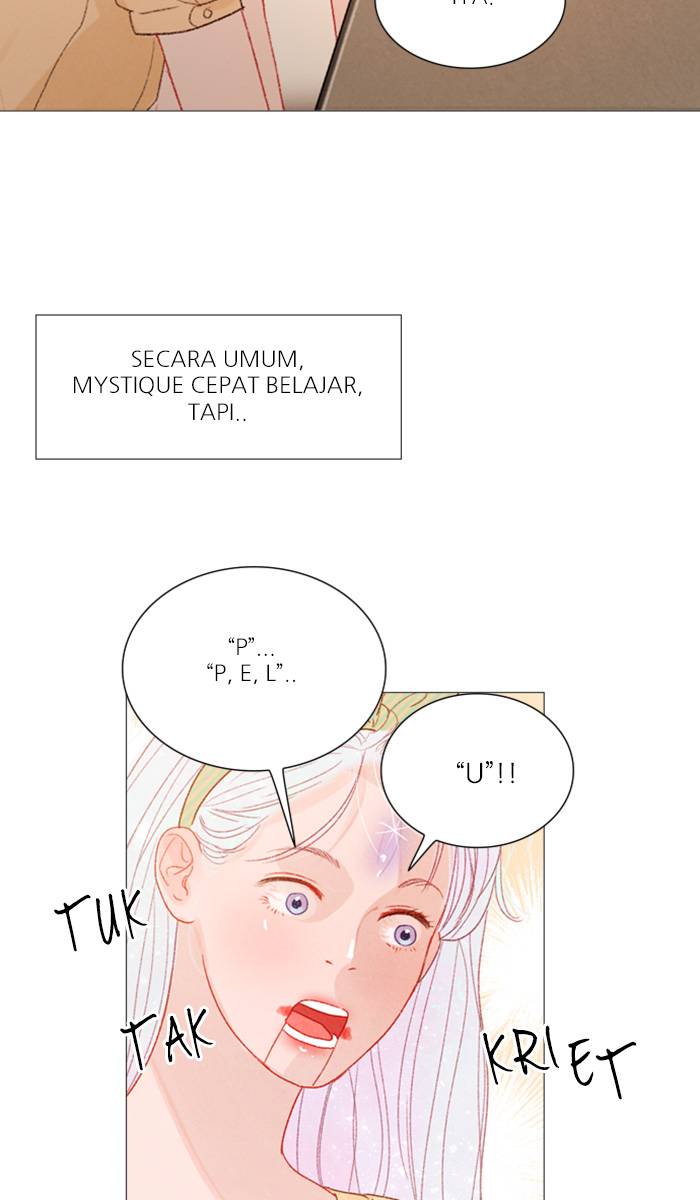 SECARA UMUM,
MYSTIQUE CEPAT BELAJAR,
TAPI..
“P”...
“P, E, L”..
“U”!!
TUK
TAK
KRIET